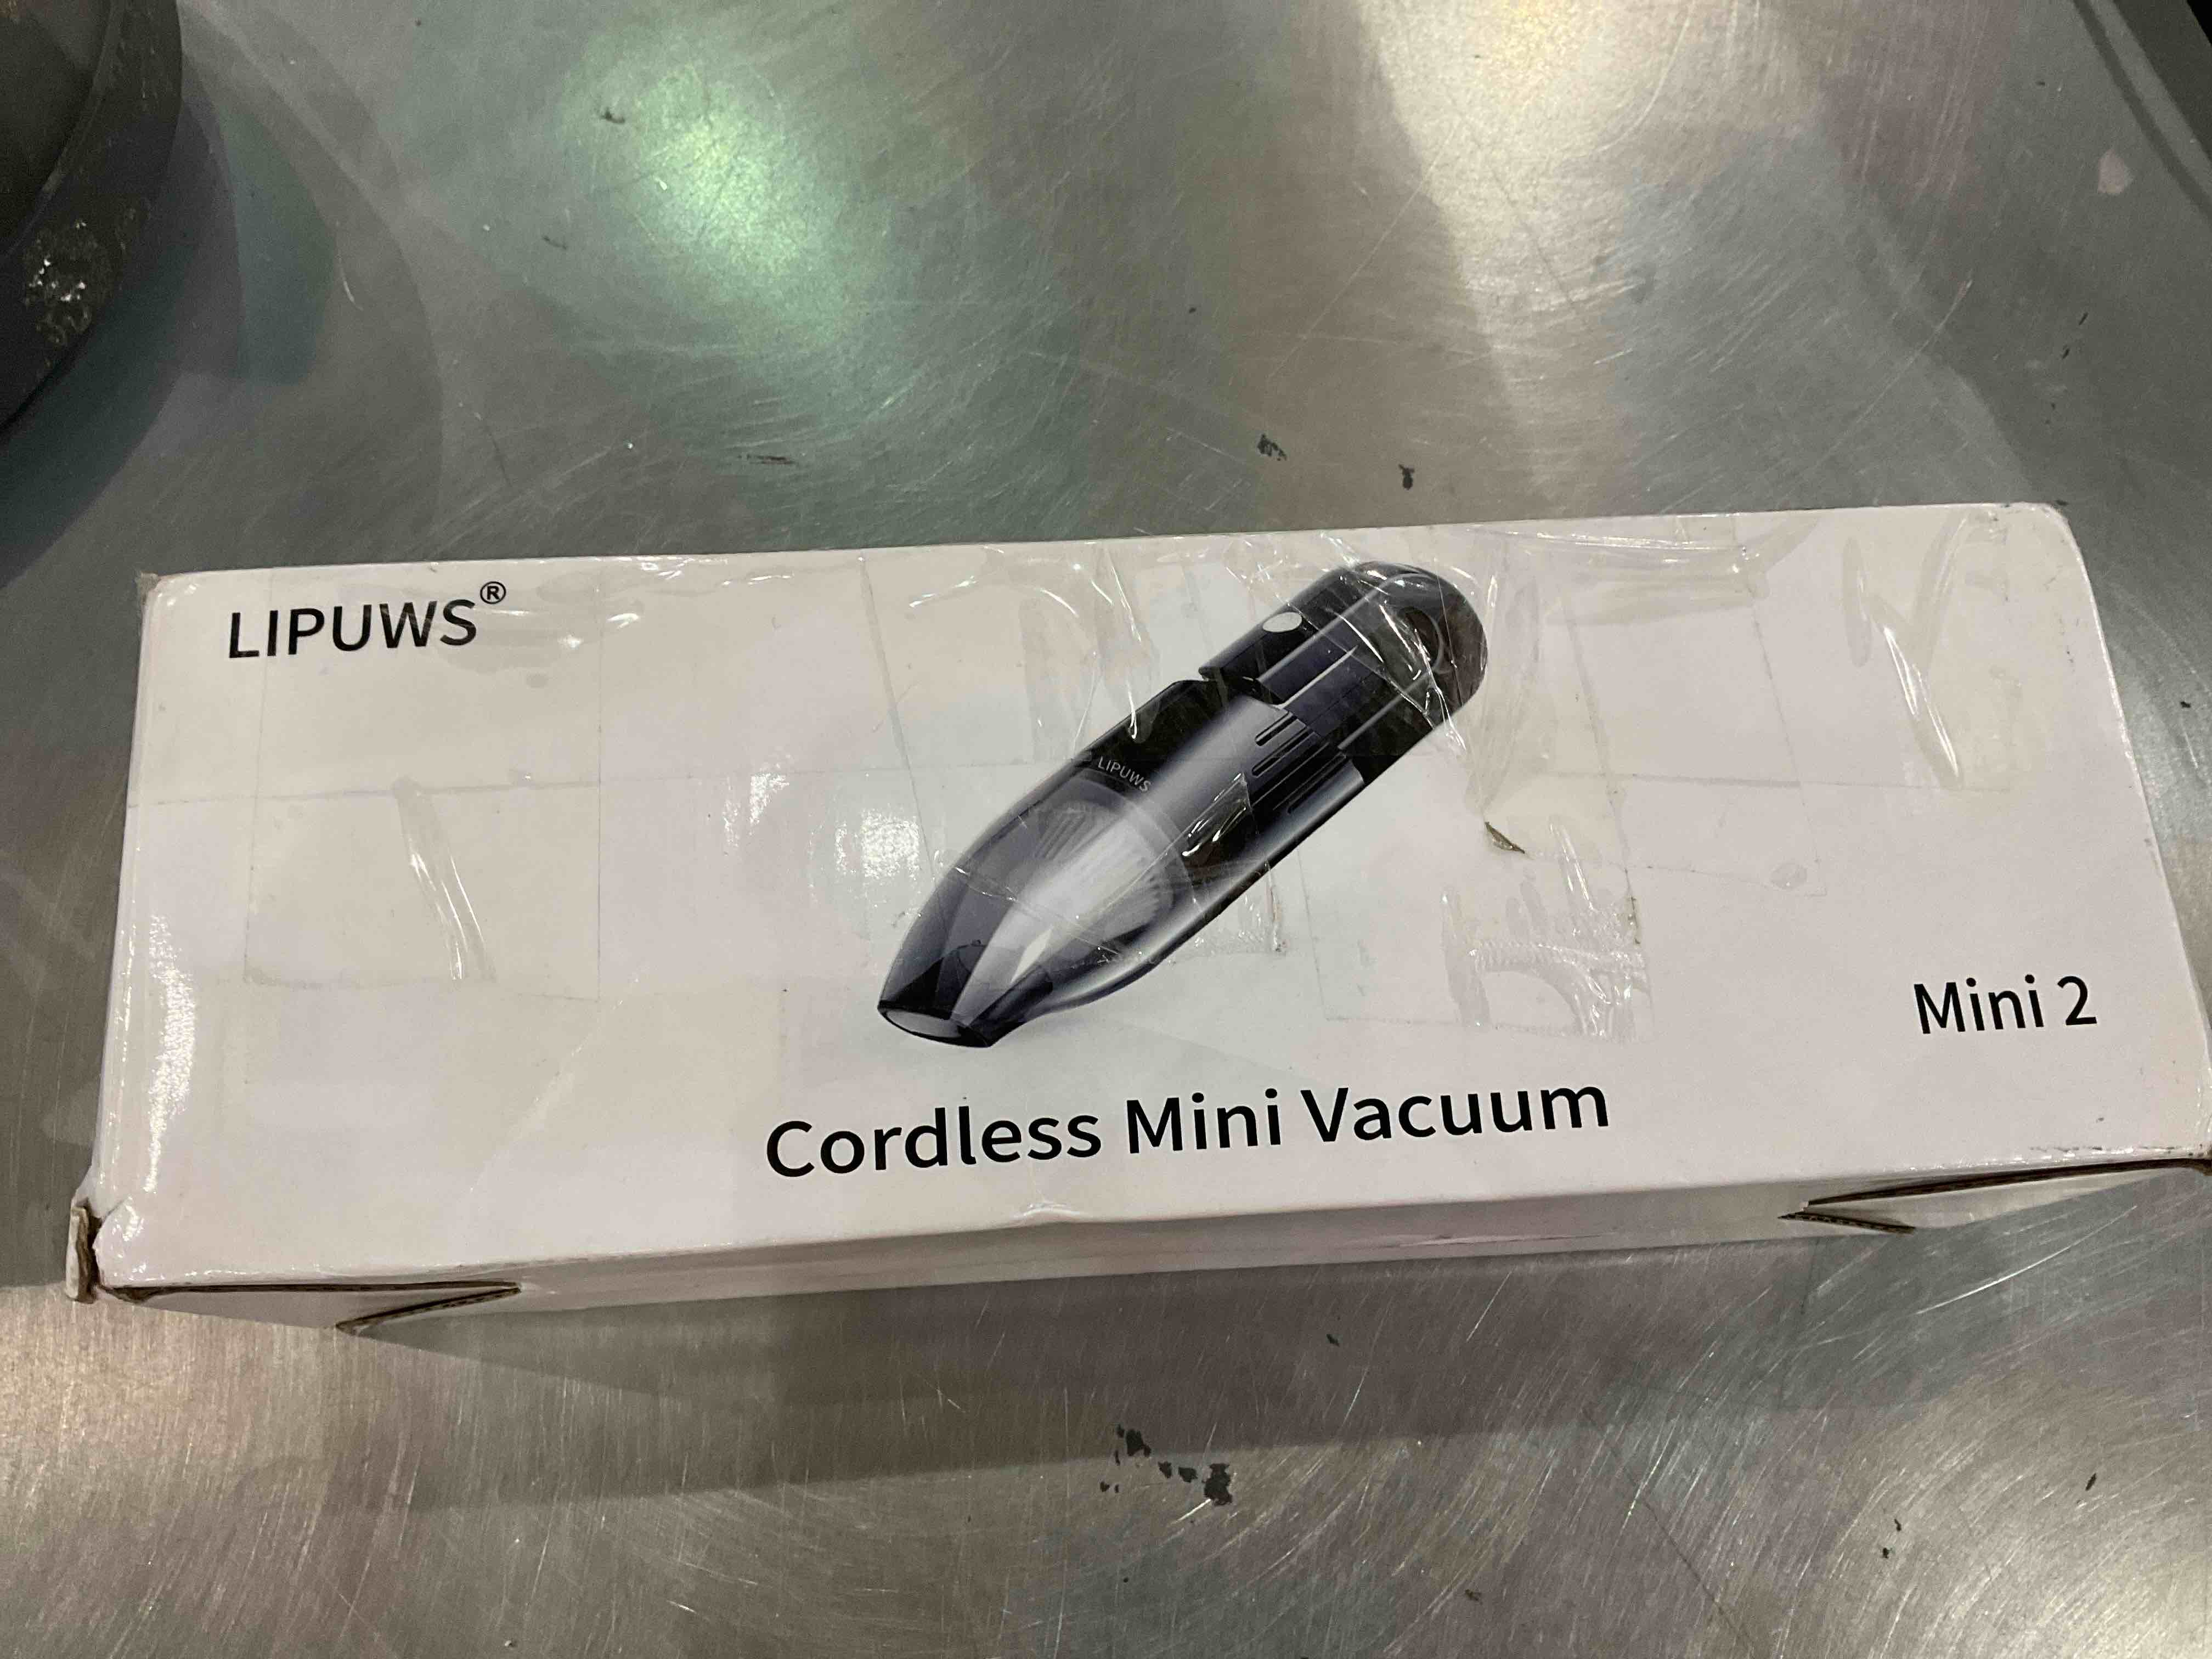 LIPUWS®
LIPUWS
Mini 2
Cordless Mini Vacuum